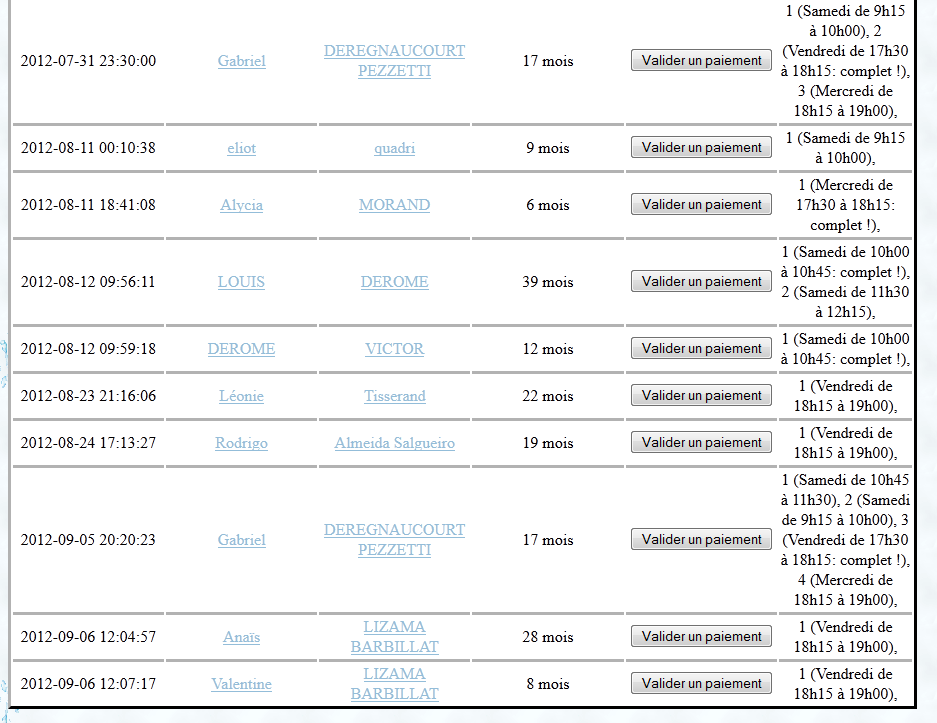 1 (Samedi de 9h15
à 10h00), 2
(Vendredi de 17h30
à 18h15: complet !),
3 (Mercredi de
18h15 à 19h00),
2012-07-31 23:30:00
Gabriel
DEREGNAUCOURT
PEZZETTI
17 mois
Valider un paiement
2012-08-11 00:10:38
eliot
quadri
9 mois
Valider un paiement
1 (Samedi de 9h15
à 10h00),
2012-08-11 18:41:08
Alycia
MORAND
6 mois
Valider un paiement
1 (Mercredi de
17h30 à 18h15:
complet !),
2012-08-12 09:56:11
LOUIS
DEROME
39 mois
Valider un paiement
1 (Samedi de 10h00
à 10h45: complet !),
2 (Samedi de 11h30
à 12h15),
2012-08-12 09:59:18
DEROME
VICTOR
12 mois
Valider un paiement
1 (Samedi de 10h00
à 10h45: complet !),
2012-08-23 21:16:06
Léonie
Tisserand
22 mois
Valider un paiement
1 (Vendredi de
18h15 à 19h00),
2012-08-24 17:13:27
Rodrigo
Almeida Salgueiro
19 mois
Valider un paiement
1 (Vendredi de
18h15 à 19h00),
2012-09-05 20:20:23
Gabriel
DEREGNAUCOURT
PEZZETTI
17 mois
Valider un paiement
1 (Samedi de 10h45
à 11h30), 2 (Samedi
de 9h15 à 10h00), 3
(Vendredi de 17h30
à 18h15: complet !),
4 (Mercredi de
18h15 à 19h00),
2012-09-06 12:04:57
Anaïs
LIZAMA
BARBILLAT
28 mois
Valider un paiement
1 (Vendredi de
18h15 à 19h00),
2012-09-06 12:07:17
Valentine
LIZAMA
BARBILLAT
8 mois
Valider un paiement
1 (Vendredi de
18h15 à 19h00),